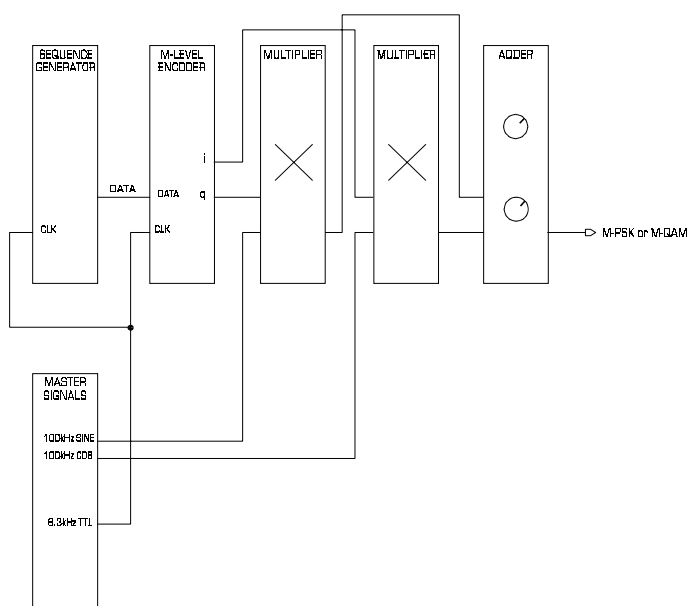 SEQUENCE
GENERATOR
M-LEVEL
ENCODER
MULTIPLIER
MULTIPLIER
ADDER
i
DATA
DATA
q
CLK
CLK
M-PSK or M-QAM
MASTER
SIGNALS
100kHz SINE
100kHz COS
8.3kHz TTL